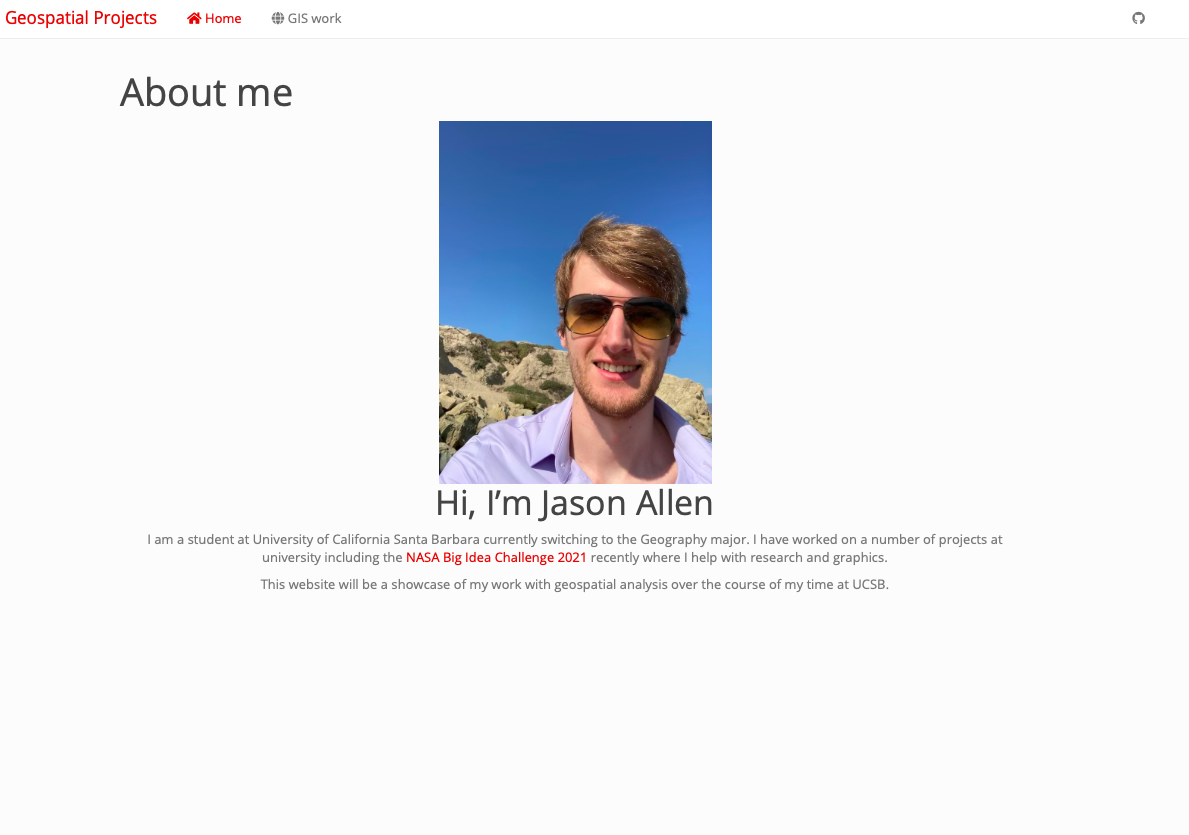 Geospatial Projects Home GIS work
About me
Hi, I’m Jason Allen
I am a student at University of California Santa Barbara currently switching to the Geography major. I have worked on a number of projects at
university including the NASA Big Idea Challenge 2021 recently where I help with research and graphics.
This website will be a showcase of my work with geospatial analysis over the course of my time at UCSB.